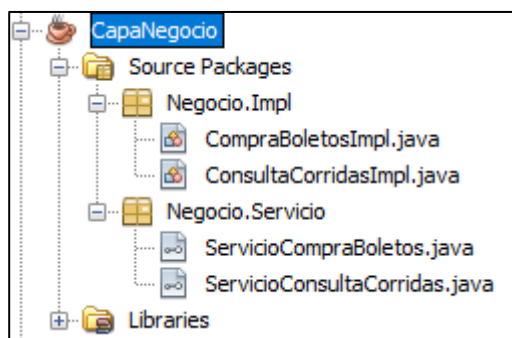 CapaNegocio
Source Packages
Negocio.Impl
CompraBoletosImpl.java
ConsultaCorridasImpl.java
Negocio.Servicio
ServicioCompraBoletos.java
ServicioConsultaCorridas.java
Libraries